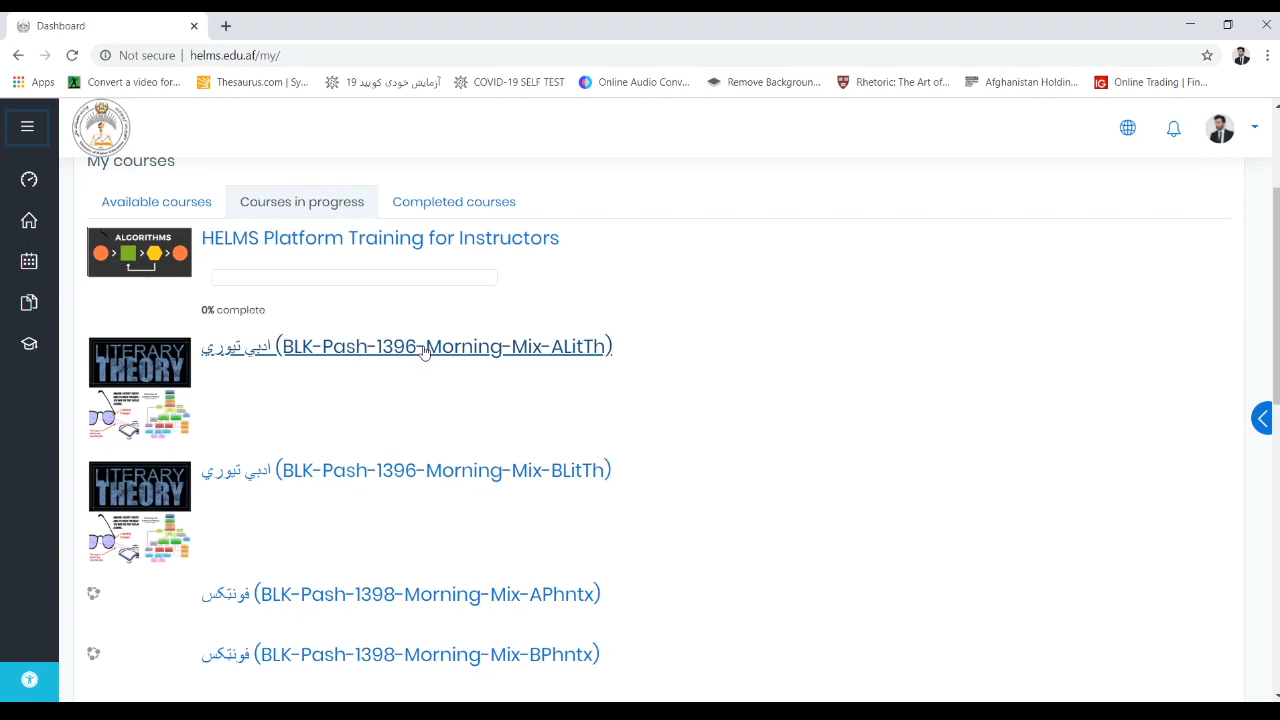 Dashboard
Not secure | helms.edu.af/my/
Apps
Convert a video for...
Thesaurus.com | Sy...
آزمایش خودی کووید 19
COVID-19 SELF TEST
Online Audio Conv...
Remove Backgroun...
Rhetoric: The Art of...
Afghanistan Holdin...
Online Trading | Fin...
My courses
Available courses
Courses in progress
Completed courses
ALGORITHMS
HELMS Platform Training for Instructors
0% complete
LITERARY
THEORY
ادبي تيوري (BLK-Pash-1396-Morning-Mix-ALitTh)
LITERARY
THEORY
ادبي تيوري (BLK-Pash-1396-Morning-Mix-BLitTh)
فونټکس (BLK-Pash-1398-Morning-Mix-APhntx)
فونټکس (BLK-Pash-1398-Morning-Mix-BPhntx)